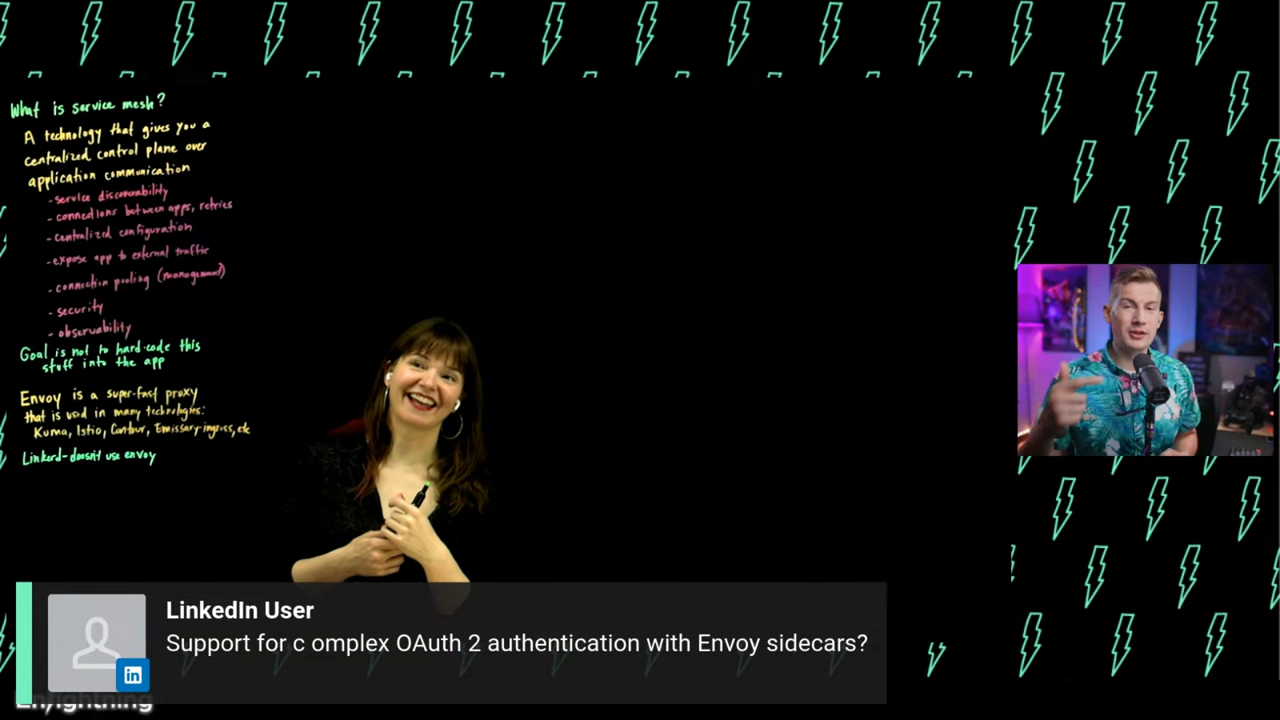 What is service mesh?
A technology that gives you a
centralized control plane over
application communication
- service discoverability
- connections between apps, retries
- centralized configuration
- expose app to external traffic
- connection pooling (management)
- security
- observability
Goal is not to hard-code this
stuff into the app
Envoy is a super-fast proxy
that is used in many technologies:
Kuma, Istio, Contour, Emissary-ingress, etc
Linkerd - doesn't use envoy
LinkedIn User
Support for c omplex OAuth 2 authentication with Envoy sidecars?
in
En/ightning